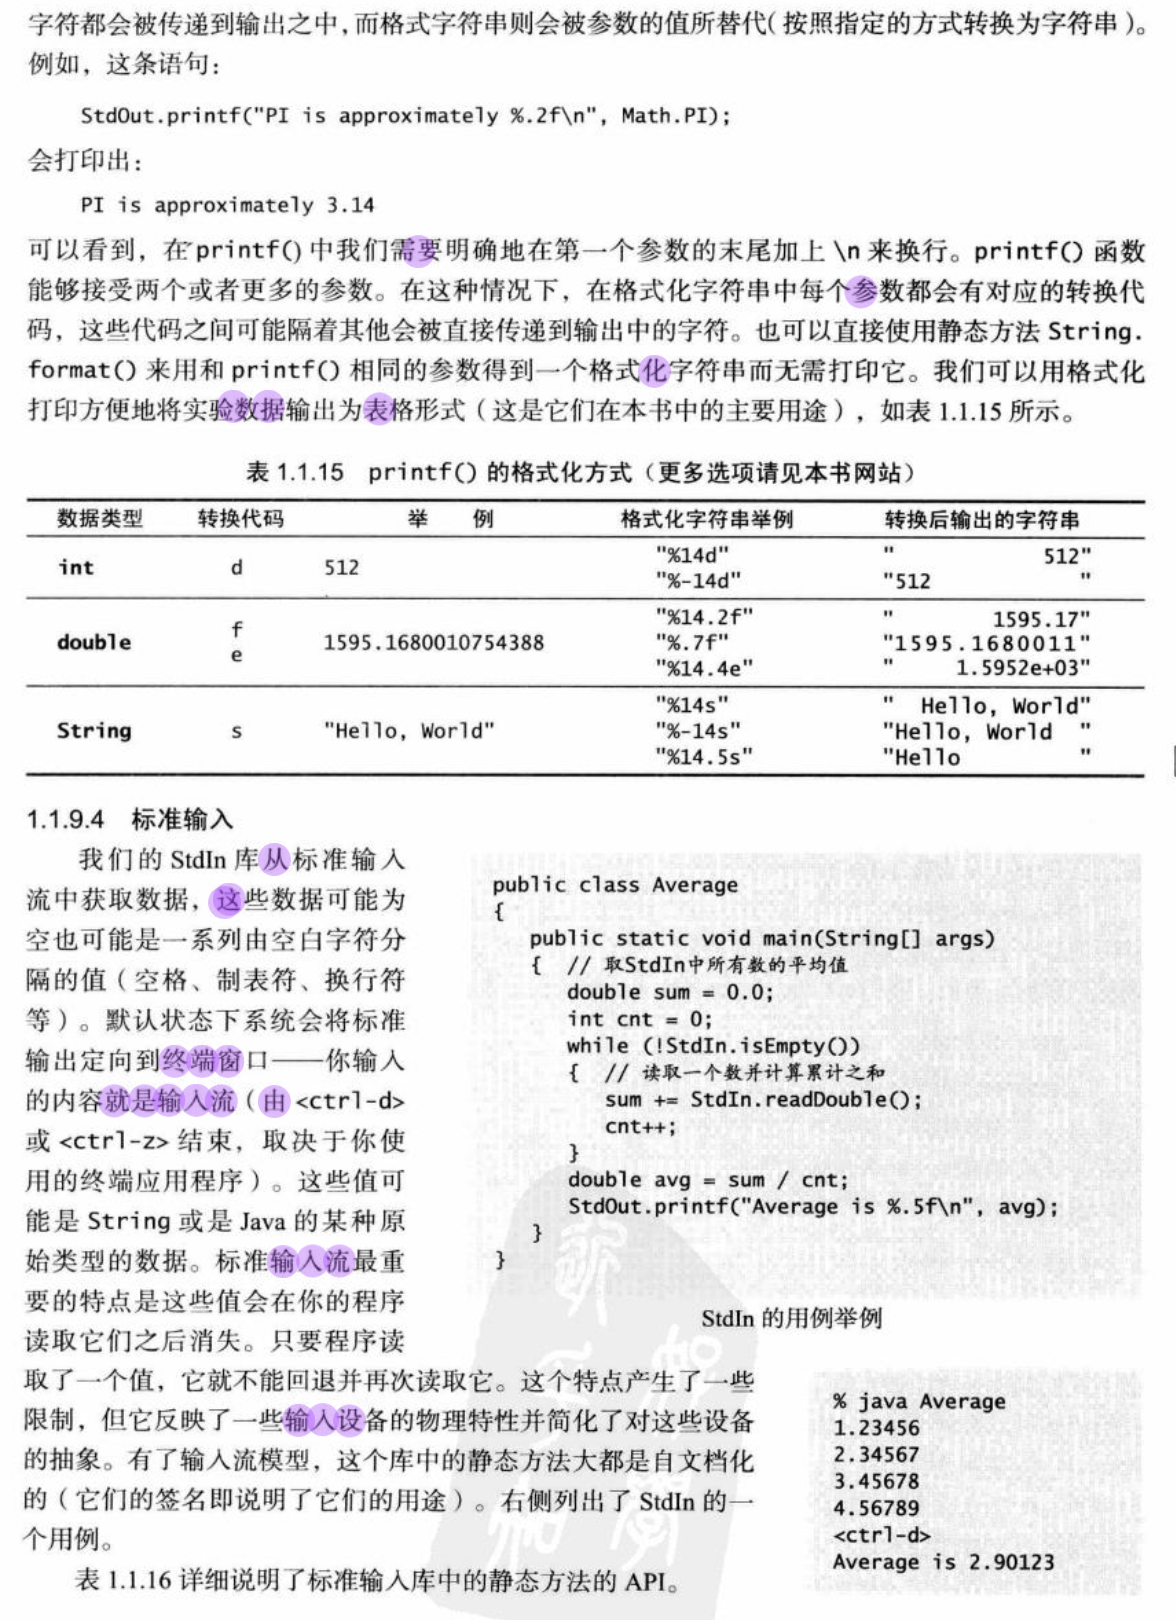 字符都会被传递到输出之中，而格式字符串则会被参数的值所替代（按照指定的方式转换为字符串）。
例如，这条语句：
StdOut.printf("PI is approximately %.2f\n", Math.PI);
会打印出：
PI is approximately 3.14
可以看到，在 printf() 中我们需要明确地在第一个参数的末尾加上 \n 来换行。printf() 函数
能够接受两个或者更多的参数。在这种情况下，在格式化字符串中每个参数都会有对应的转换代
码，这些代码之间可能隔着其他会被直接传递到输出中的字符。也可以直接使用静态方法 String.
format() 来用和 printf() 相同的参数得到一个格式化字符串而无需打印它。我们可以用格式化
打印方便地将实验数据输出为表格形式（这是它们在本书中的主要用途），如表 1.1.15 所示。
表 1.1.15 printf() 的格式化方式（更多选项请见本书网站）
数据类型 转换代码 举 例 格式化字符串举例 转换后输出的字符串
int d 512 "%14d" "           512"
"%-14d" "512           "
double f 1595.1680010754388 "%14.2f" "       1595.17"
"%.7f" "1595.1680011"
e "%14.4e" "    1.5952e+03"
String s "Hello, World" "%14s" "  Hello, World"
"%-14s" "Hello, World  "
"%14.5s" "Hello         "
1.1.9.4 标准输入
我们的 StdIn 库从标准输入
流中获取数据，这些数据可能为
空也可能是一系列由空白字符分
隔的值（空格、制表符、换行符
等）。默认状态下系统会将标准
输出定向到终端窗口——你输入
的内容就是输入流（由 <ctrl-d>
或 <ctrl-z> 结束，取决于你使
用的终端应用程序）。这些值可
能是 String 或是 Java 的某种原
始类型的数据。标准输入流最重
要的特点是这些值会在你的程序
读取它们之后消失。只要程序读
取了一个值，它就不能回退并再次读取它。这个特点产生了一些
限制，但它反映了一些输入设备的物理特性并简化了对这些设备
的抽象。有了输入流模型，这个库中的静态方法大都是自文档化
的（它们的签名即说明了它们的用途）。右侧列出了 StdIn 的一
个用例。
表 1.1.16 详细说明了标准输入库中的静态方法的 API。
public class Average
{
public static void main(String[] args)
{ // 取StdIn中所有数的平均值
double sum = 0.0;
int cnt = 0;
while (!StdIn.isEmpty())
{ // 读取一个数并计算累计之和
sum += StdIn.readDouble();
cnt++;
}
double avg = sum / cnt;
StdOut.printf("Average is %.5f\n", avg);
}
}
StdIn 的用例举例
% java Average
1.23456
2.34567
3.45678
4.56789
<ctrl-d>
Average is 2.90123